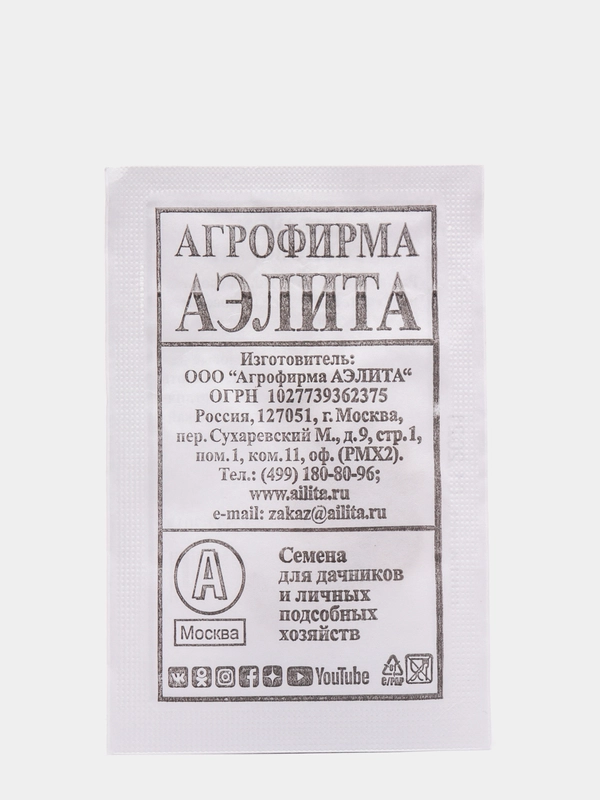 АГРОФИРМА
АЭЛИТА
Изготовитель:
ООО “Агрофирма АЭЛИТА“
ОГРН 1027739362375
Россия, 127051, г. Москва,
пер. Сухаревский М., д. 9, стр. 1,
пом. 1, ком. 11, оф. (РМХ2).
Тел.: (499) 180-80-96;
www.ailita.ru
e-mail: zakaz@ailita.ru
А
Семена
для дачников
и личных
подсобных
хозяйств
Москва
YouTube
C/PAP